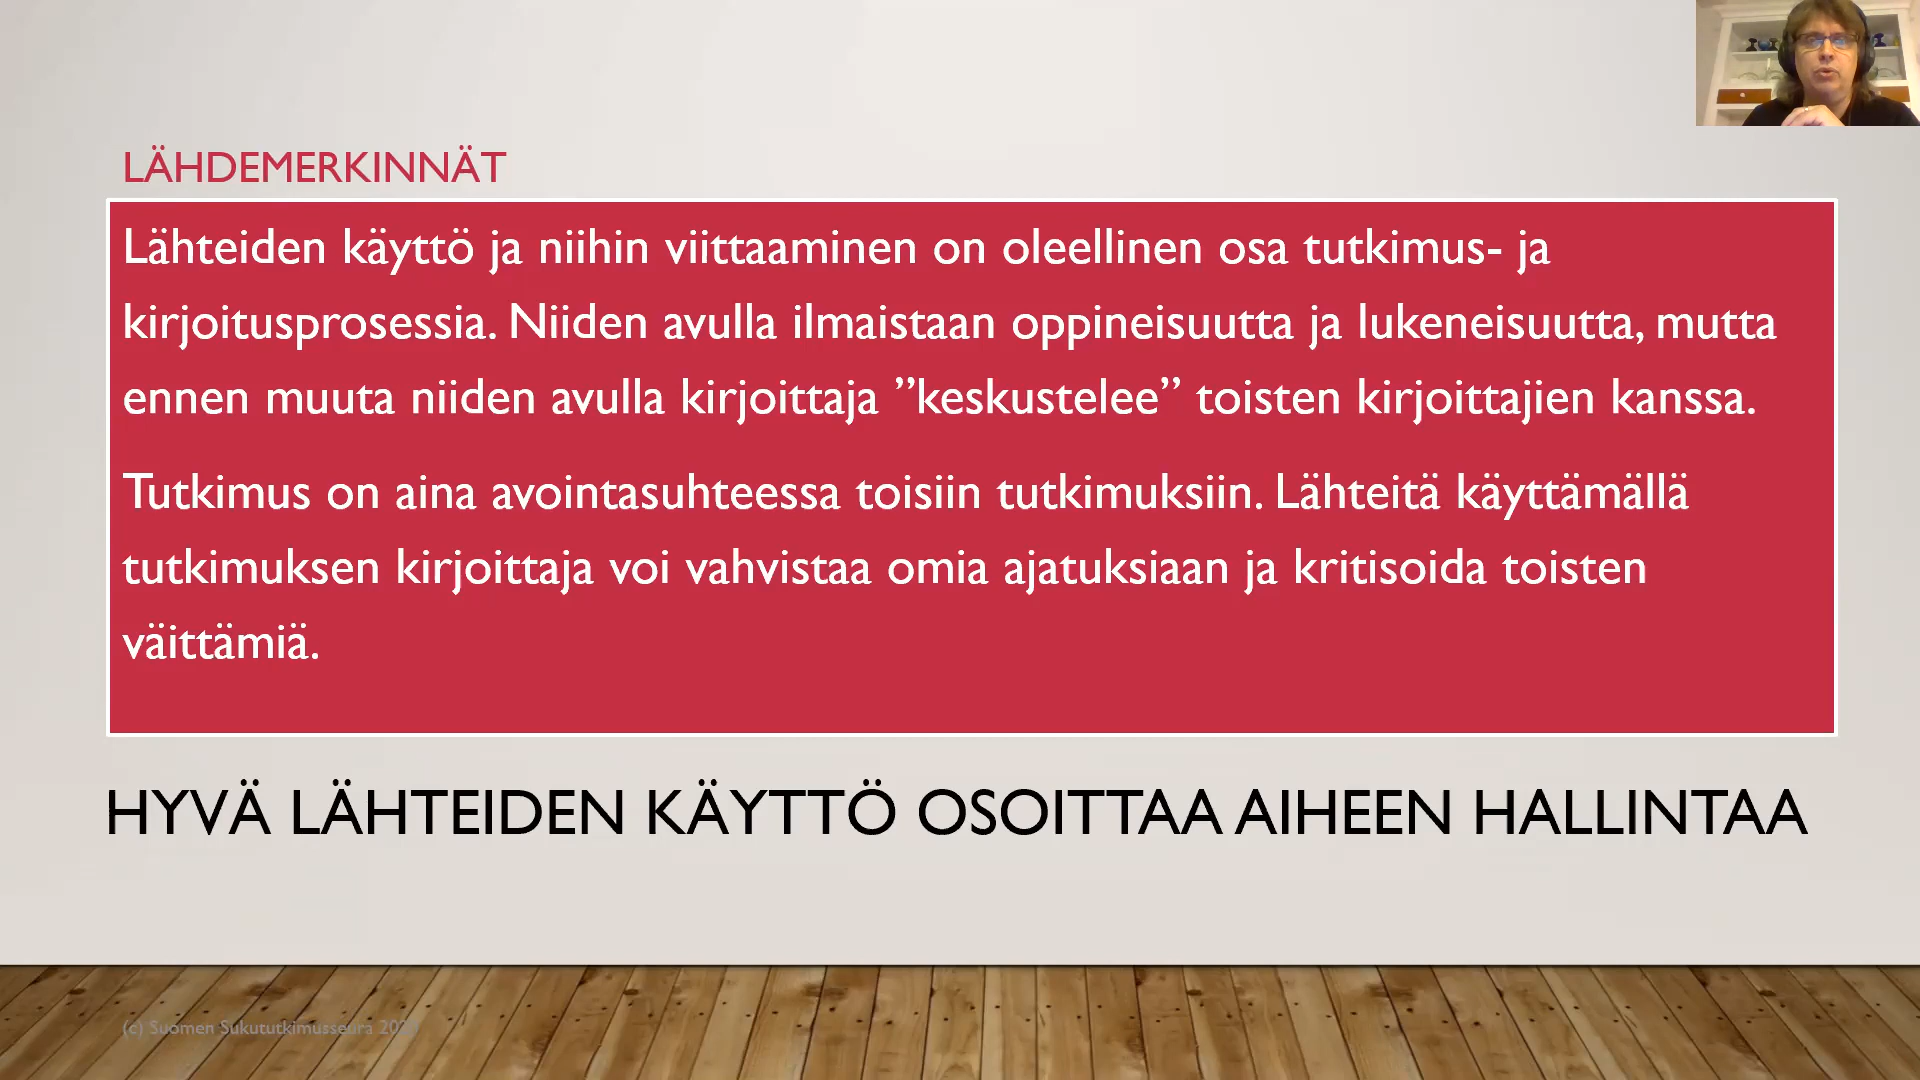 LÄHDEMERKINNÄT
Lähteiden käyttö ja niihin viittaaminen on oleellinen osa tutkimus- ja
kirjoitusprosessia. Niiden avulla ilmaistaan oppineisuutta ja lukeneisuutta, mutta
ennen muuta niiden avulla kirjoittaja ”keskustelee” toisten kirjoittajien kanssa.
Tutkimus on aina avointasuhteessa toisiin tutkimuksiin. Lähteitä käyttämällä
tutkimuksen kirjoittaja voi vahvistaa omia ajatuksiaan ja kritisoida toisten
väittämiä.
HYVÄ LÄHTEIDEN KÄYTTÖ OSOITTAA AIHEEN HALLINTAA
(c) Suomen Sukututkimusseura